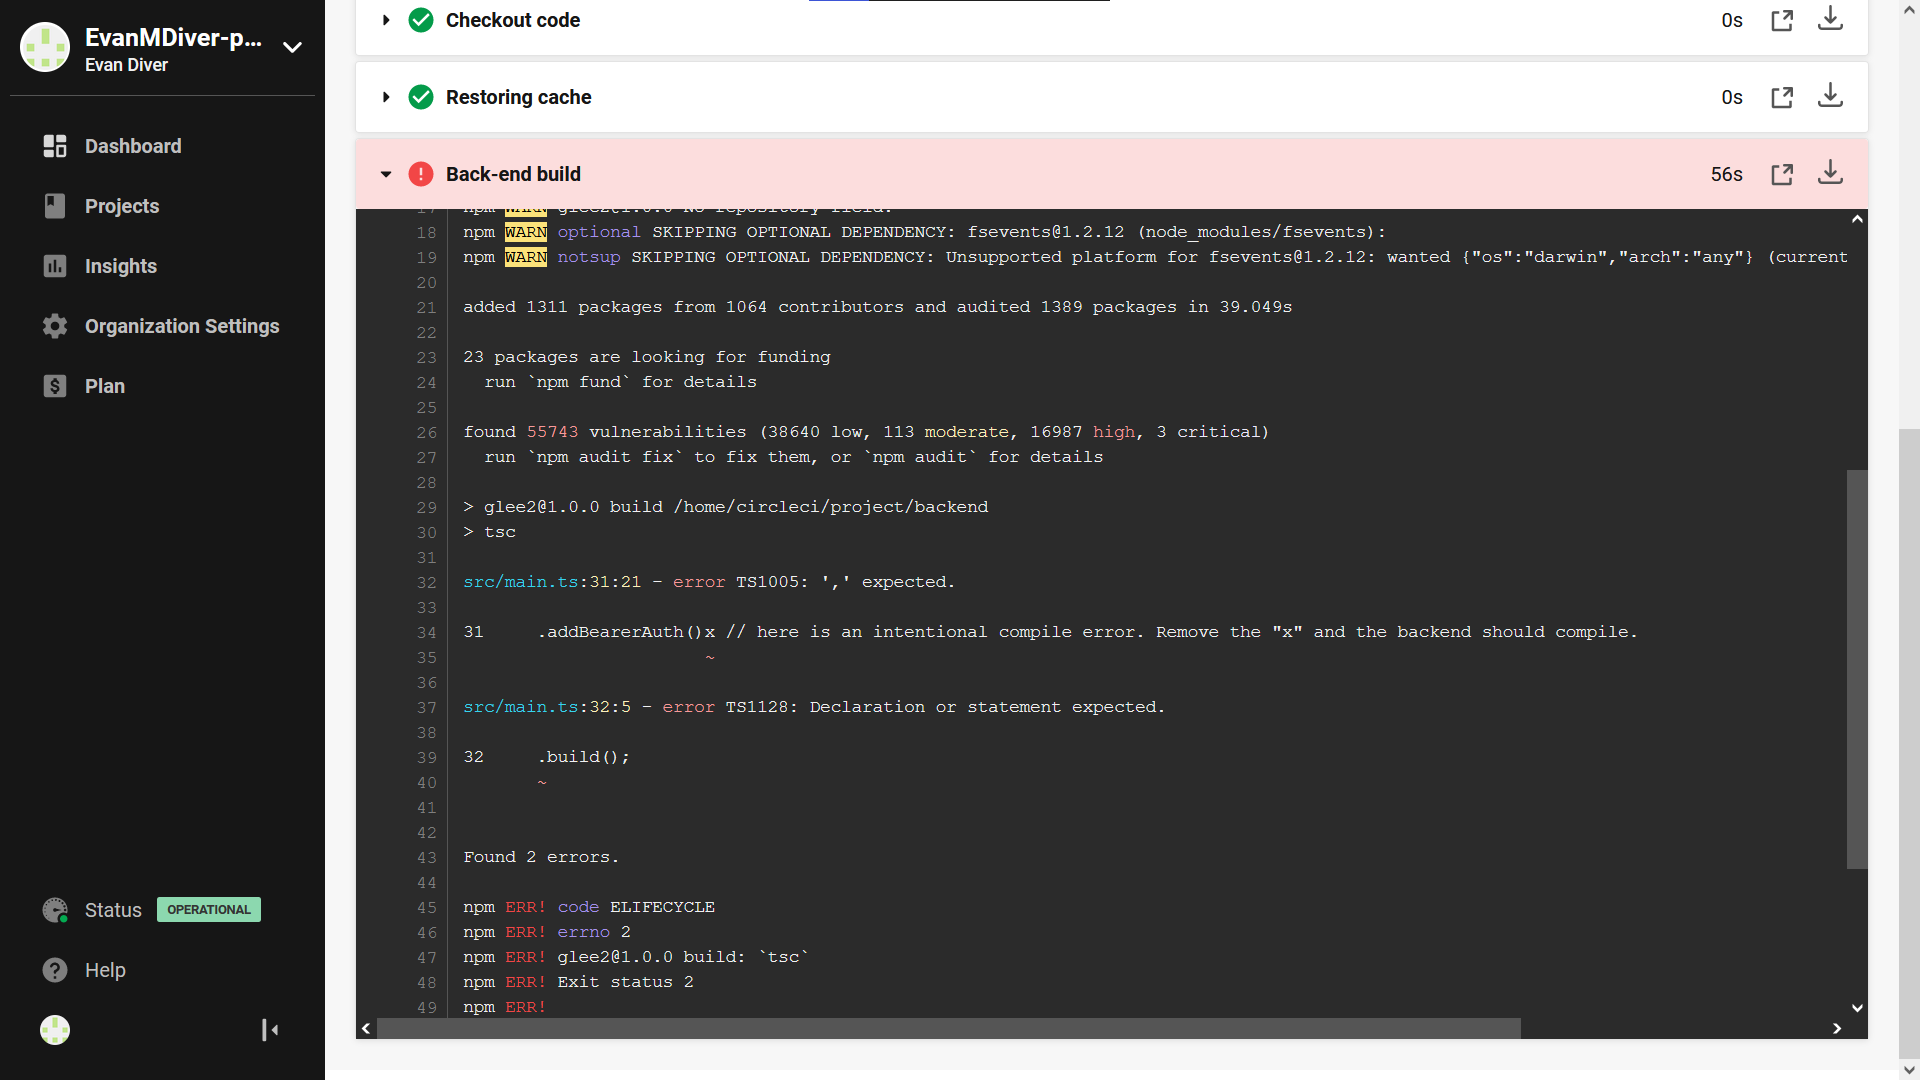 EvanMDiver-p...
Evan Diver
Dashboard
Projects
Insights
Organization Settings
Plan
Status OPERATIONAL
Help
Checkout code 0s
Restoring cache 0s
Back-end build 56s
17 npm WARN glee2@1.0.0 No repository field.
18 npm WARN optional SKIPPING OPTIONAL DEPENDENCY: fsevents@1.2.12 (node_modules/fsevents):
19 npm WARN notsup SKIPPING OPTIONAL DEPENDENCY: Unsupported platform for fsevents@1.2.12: wanted {"os":"darwin","arch":"any"} (current
20
21 added 1311 packages from 1064 contributors and audited 1389 packages in 39.049s
22
23 23 packages are looking for funding
24 run `npm fund` for details
25
26 found 55743 vulnerabilities (38640 low, 113 moderate, 16987 high, 3 critical)
27 run `npm audit fix` to fix them, or `npm audit` for details
28
29 > glee2@1.0.0 build /home/circleci/project/backend
30 > tsc
31
32 src/main.ts:31:21 - error TS1005: ',' expected.
33
34 31 .addBearerAuth()x // here is an intentional compile error. Remove the "x" and the backend should compile.
35 ~
36
37 src/main.ts:32:5 - error TS1128: Declaration or statement expected.
38
39 32 .build();
40 ~
41
42
43 Found 2 errors.
44
45 npm ERR! code ELIFECYCLE
46 npm ERR! errno 2
47 npm ERR! glee2@1.0.0 build: `tsc`
48 npm ERR! Exit status 2
49 npm ERR!